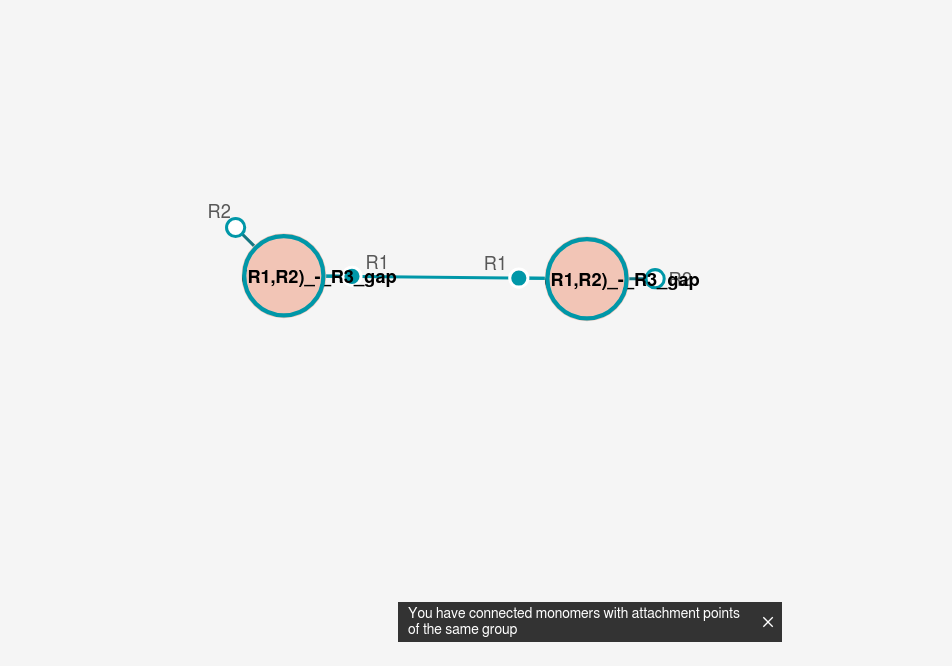 R2
R1
R1
R1,R2)_-_R3_gap
R1,R2)_-_R3_gap
R2
You have connected monomers with attachment points
of the same group